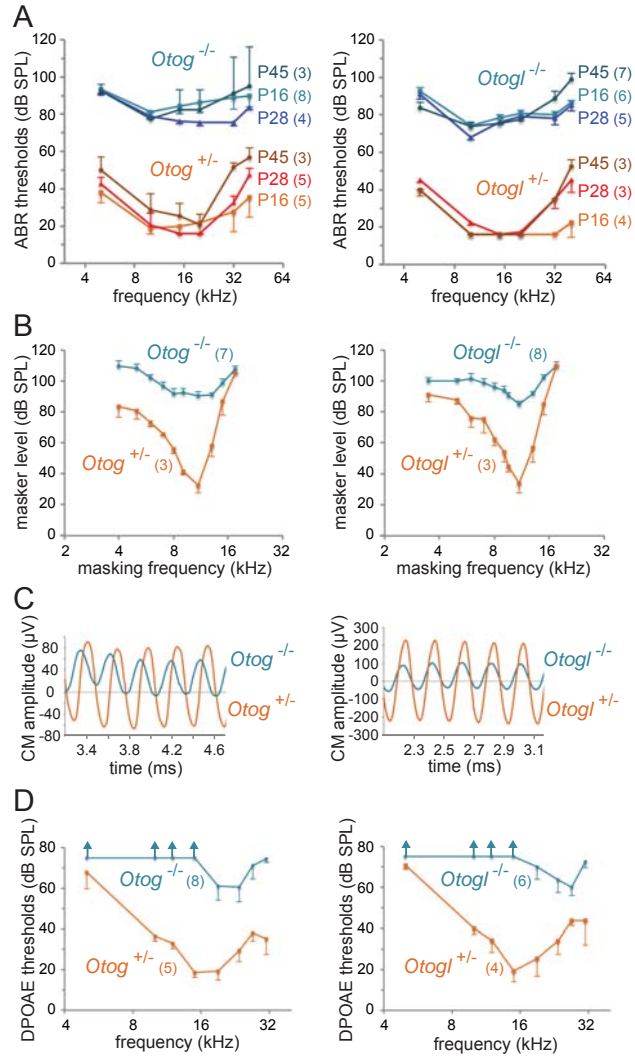 A
ABR thresholds (dB SPL)
120
100
80
60
40
20
0
Otog -/-
P45 (3)
P16 (8)
P28 (4)
Otog +/-
P45 (3)
P28 (5)
P16 (5)
4 8 16 32 64
frequency (kHz)
ABR thresholds (dB SPL)
120
100
80
60
40
20
0
Otogl -/-
P45 (7)
P16 (6)
P28 (5)
Otogl +/-
P45 (3)
P28 (3)
P16 (4)
4 8 16 32 64
frequency (kHz)
B
masker level (dB SPL)
120
100
80
60
40
20
0
Otog -/- (7)
Otog +/- (3)
2 4 8 16 32
masking frequency (kHz)
masker level (dB SPL)
120
100
80
60
40
20
0
Otogl -/- (8)
Otogl +/- (3)
2 4 8 16 32
masking frequency (kHz)
C
CM amplitude (µV)
80
40
0
-40
-80
Otog -/-
Otog +/-
3.4 3.8 4.2 4.6
time (ms)
CM amplitude (µV)
300
200
100
0
-100
-200
-300
Otogl -/-
Otogl +/-
2.3 2.5 2.7 2.9 3.1
time (ms)
D
DPOAE thresholds (dB SPL)
80
60
40
20
0
Otog -/- (8)
Otog +/- (5)
4 8 16 32
frequency (kHz)
DPOAE thresholds (dB SPL)
80
60
40
20
0
Otogl -/- (6)
Otogl +/- (4)
4 8 16 32
frequency (kHz)